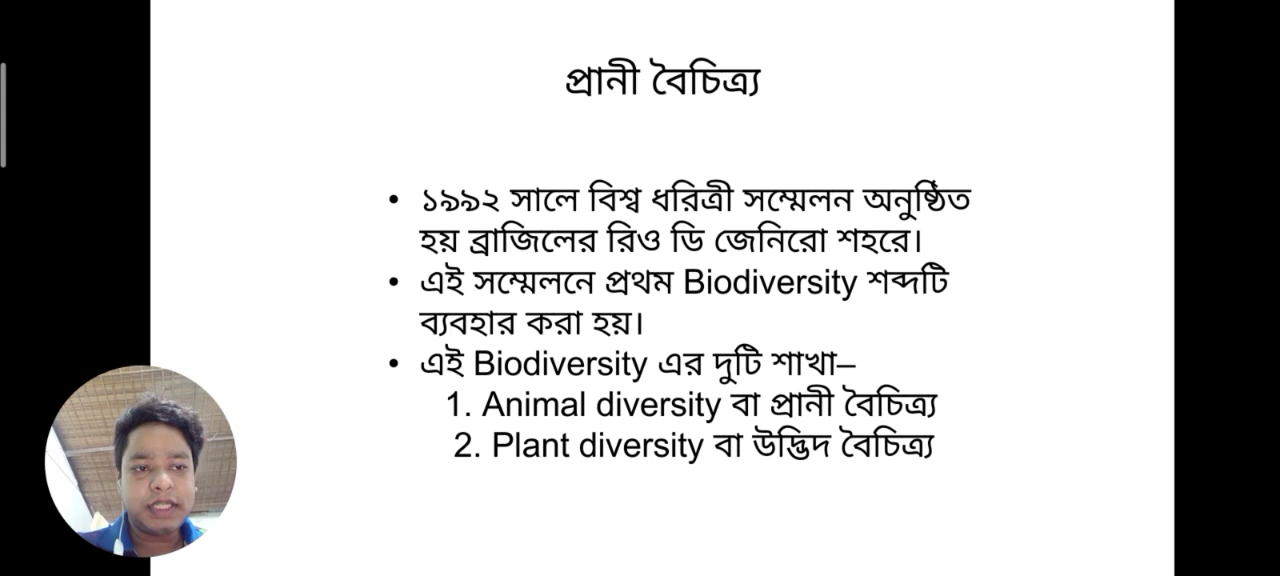 প্রানী বৈচিত্র্য
• ১৯৯২ সালে বিশ্ব ধরিত্রী সম্মেলন অনুষ্ঠিত
হয় ব্রাজিলের রিও ডি জেনিরো শহরে।
• এই সম্মেলনে প্রথম Biodiversity শব্দটি
ব্যবহার করা হয়।
• এই Biodiversity এর দুটি শাখা–
1. Animal diversity বা প্রানী বৈচিত্র্য
2. Plant diversity বা উদ্ভিদ বৈচিত্র্য